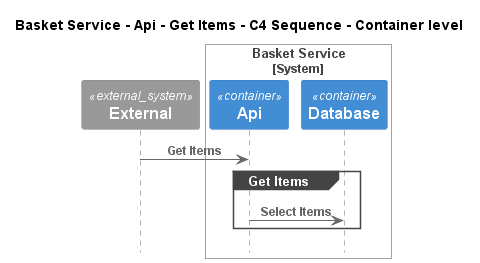 Basket Service - Api - Get Items - C4 Sequence - Container level
Basket Service
[System]
«external_system»
External
«container»
Api
«container»
Database
Get Items
Get Items
Select Items